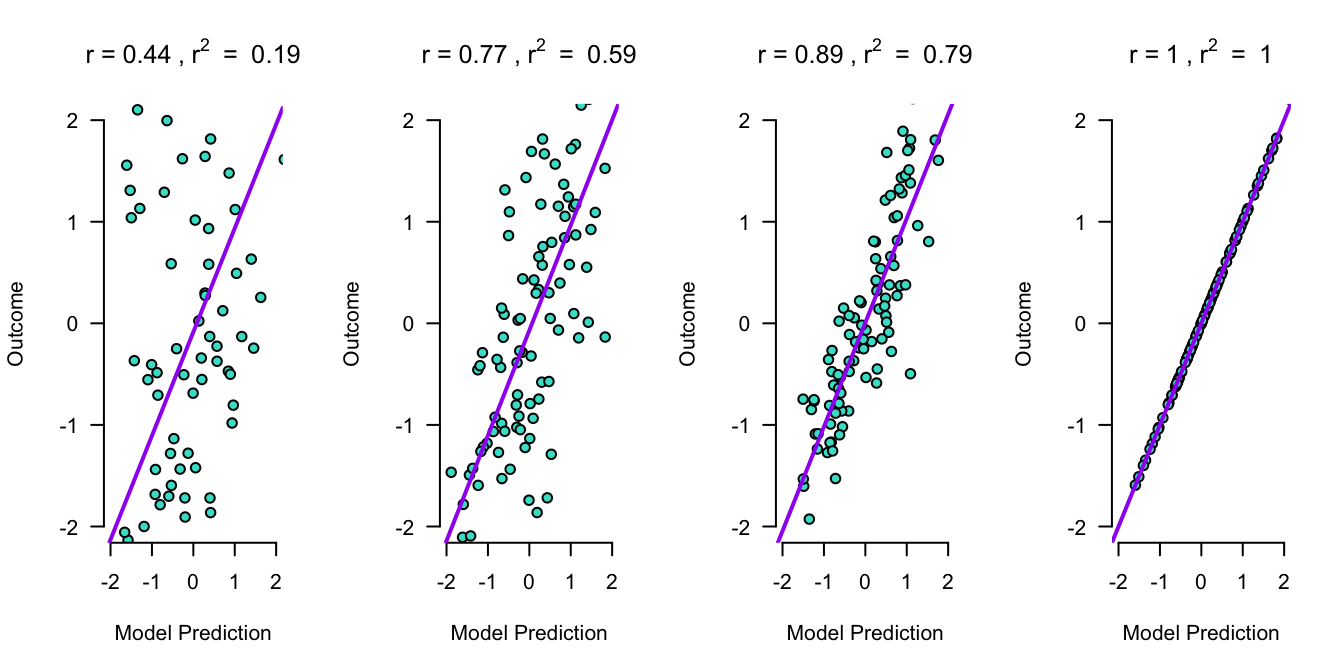 r = 0.44 , r² = 0.19
2
1
0
-1
-2
Outcome
-2 -1 0 1 2
Model Prediction
r = 0.77 , r² = 0.59
2
1
0
-1
-2
Outcome
-2 -1 0 1 2
Model Prediction
r = 0.89 , r² = 0.79
2
1
0
-1
-2
Outcome
-2 -1 0 1 2
Model Prediction
r = 1 , r² = 1
2
1
0
-1
-2
Outcome
-2 -1 0 1 2
Model Prediction